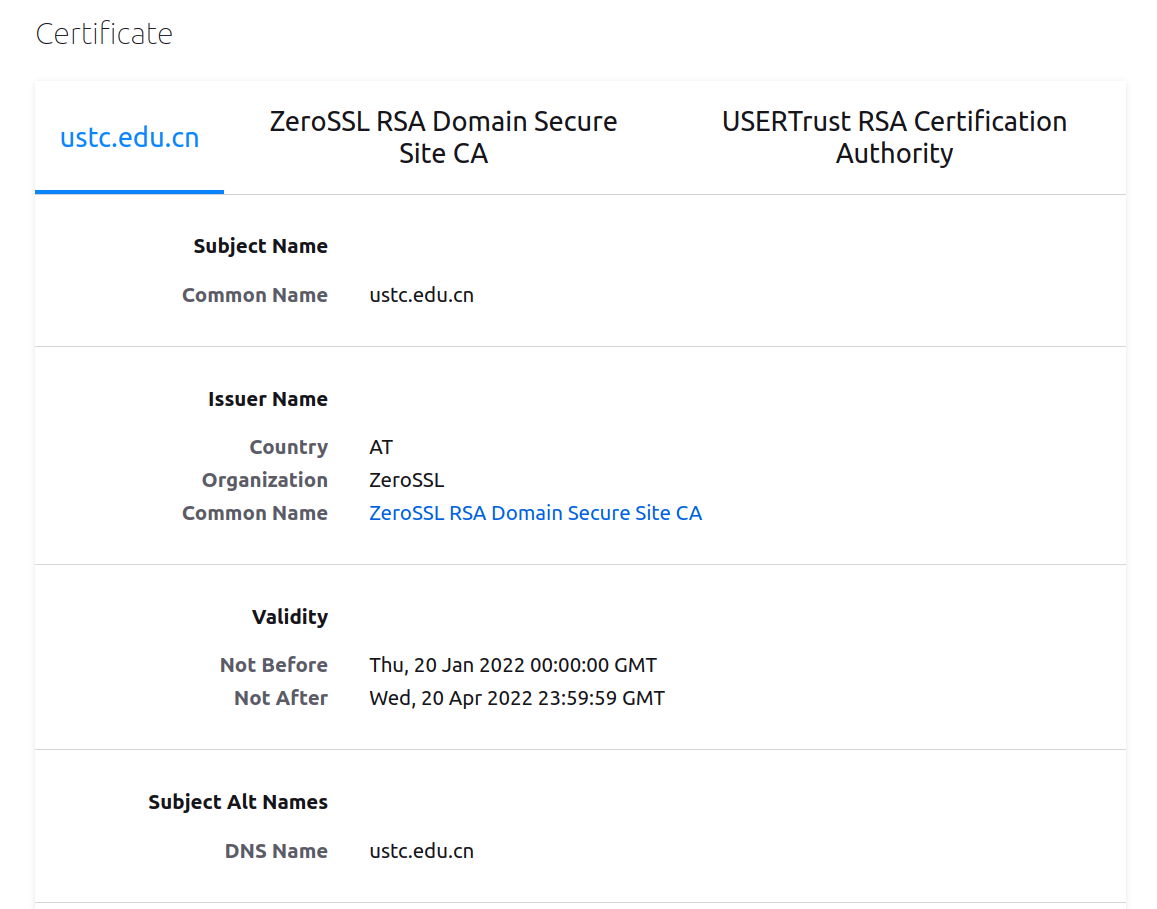 Certificate
ustc.edu.cn
ZeroSSL RSA Domain Secure
Site CA
USERTrust RSA Certification
Authority
Subject Name
Common Name ustc.edu.cn
Issuer Name
Country AT
Organization ZeroSSL
Common Name ZeroSSL RSA Domain Secure Site CA
Validity
Not Before Thu, 20 Jan 2022 00:00:00 GMT
Not After Wed, 20 Apr 2022 23:59:59 GMT
Subject Alt Names
DNS Name ustc.edu.cn